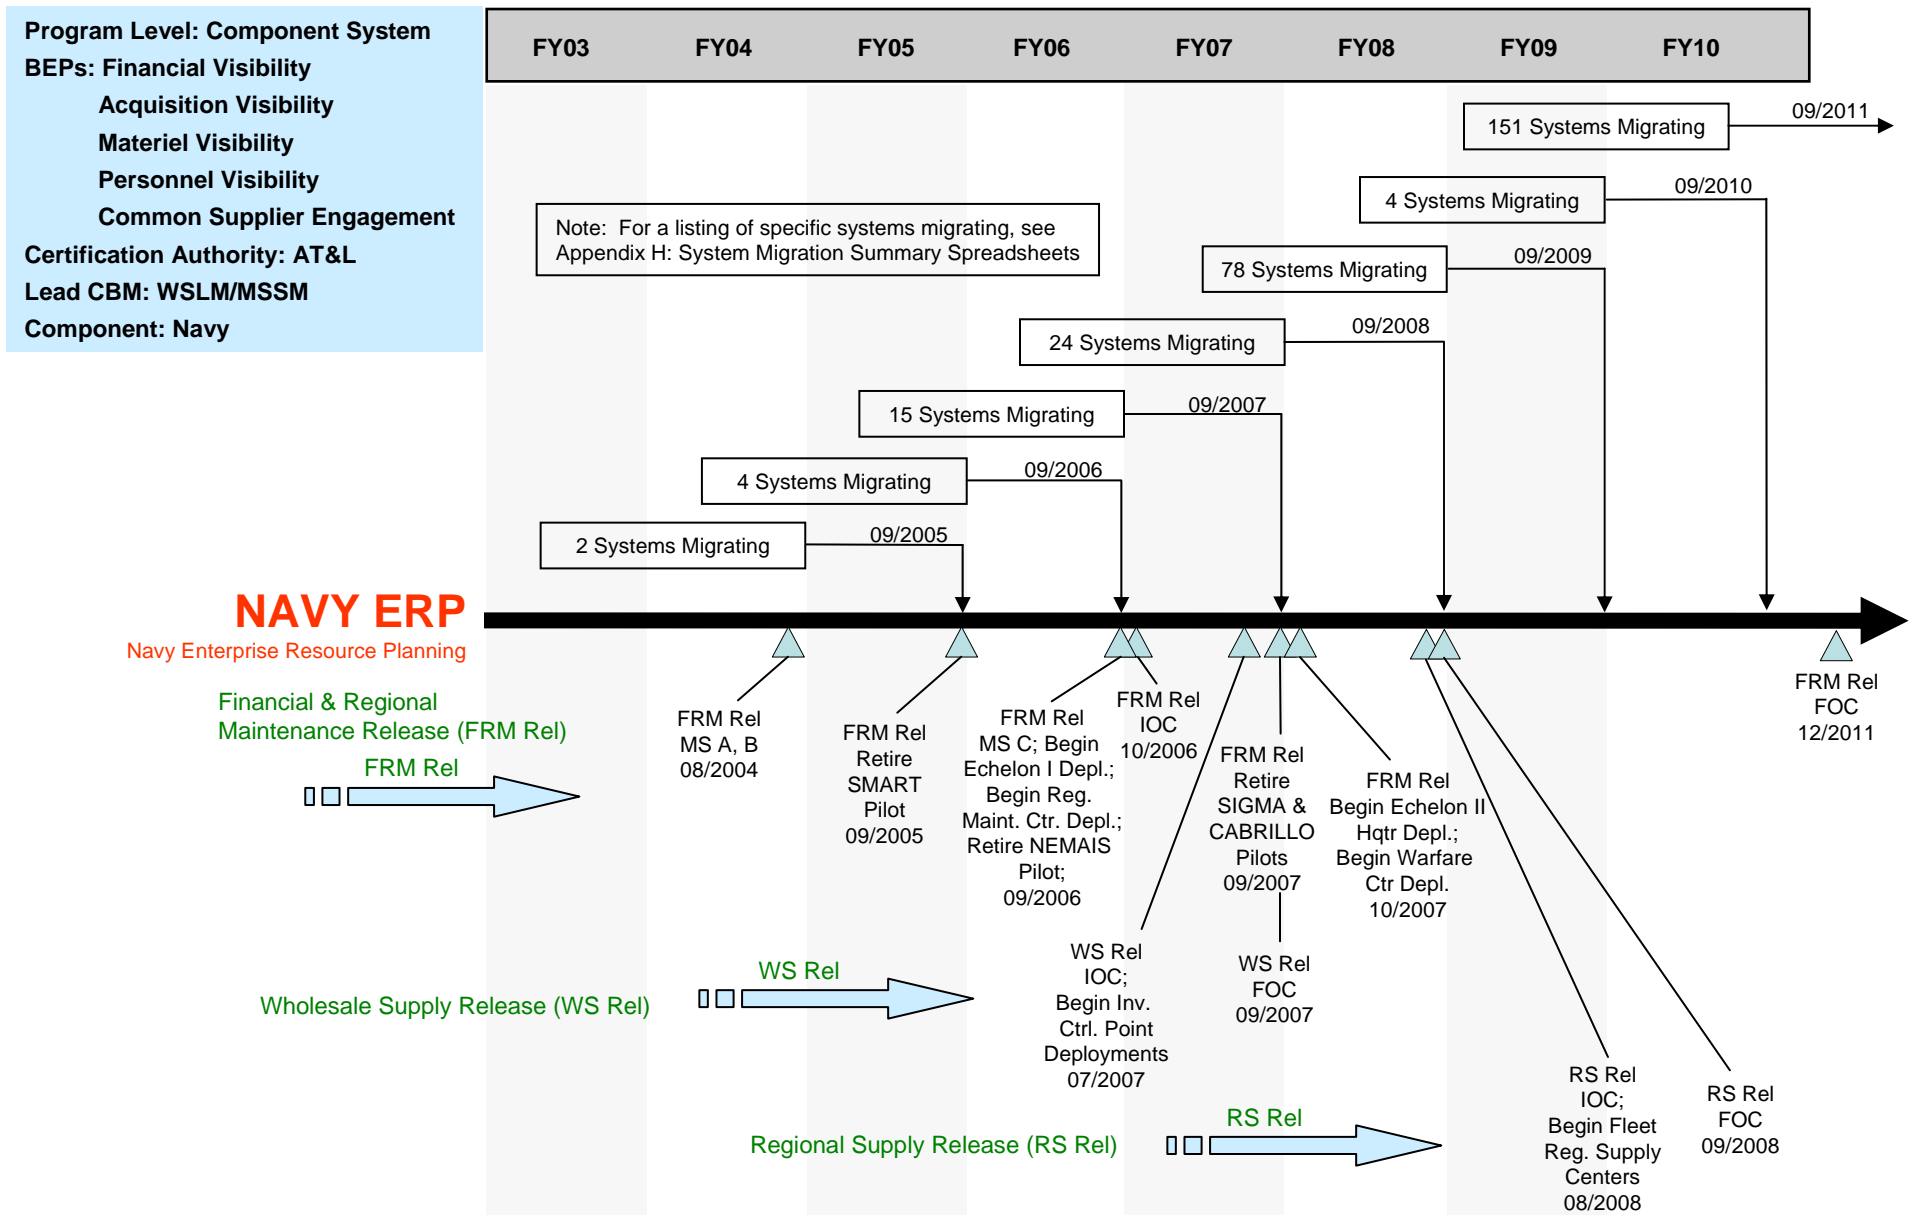 Program Level: Component System
BEPs: Financial Visibility
Acquisition Visibility
Materiel Visibility
Personnel Visibility
Common Supplier Engagement
Certification Authority: AT&L
Lead CBM: WSLM/MSSM
Component: Navy
FY03 FY04 FY05 FY06 FY07 FY08 FY09 FY10
151 Systems Migrating
09/2011
4 Systems Migrating
09/2010
Note: For a listing of specific systems migrating, see
Appendix H: System Migration Summary Spreadsheets
78 Systems Migrating
09/2009
24 Systems Migrating
09/2008
15 Systems Migrating
09/2007
4 Systems Migrating
09/2006
2 Systems Migrating
09/2005
NAVY ERP
Navy Enterprise Resource Planning
Financial & Regional
Maintenance Release (FRM Rel)
FRM Rel
FRM Rel
MS A, B
08/2004
FRM Rel
Retire
SMART
Pilot
09/2005
FRM Rel
MS C; Begin
Echelon I Depl.;
Begin Reg.
Maint. Ctr. Depl.;
Retire NEMAIS
Pilot;
09/2006
FRM Rel
IOC
10/2006
FRM Rel
Retire
SIGMA &
CABRILLO
Pilots
09/2007
FRM Rel
Begin Echelon II
Hqtr Depl.;
Begin Warfare
Ctr Depl.
10/2007
FRM Rel
FOC
12/2011
Wholesale Supply Release (WS Rel)
WS Rel
WS Rel
IOC;
Begin Inv.
Ctrl. Point
Deployments
07/2007
WS Rel
FOC
09/2007
Regional Supply Release (RS Rel)
RS Rel
RS Rel
IOC;
Begin Fleet
Reg. Supply
Centers
08/2008
RS Rel
FOC
09/2008